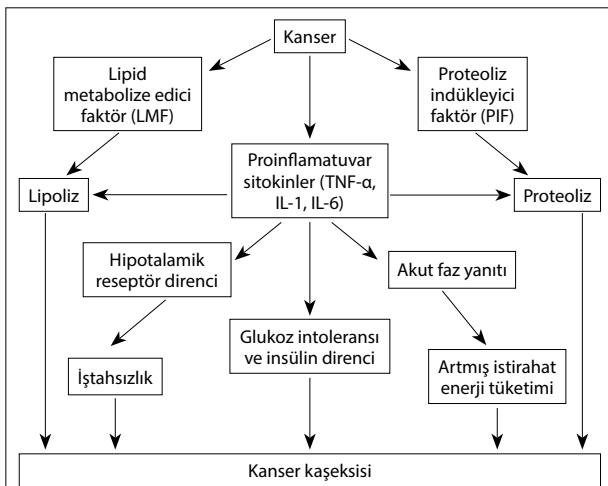 Kanser
Lipid
metabolize edici
faktör (LMF)
Proteoliz
indükleyici
faktör (PIF)
Proinflamatuvar
sitokinler (TNF-α,
IL-1, IL-6)
Lipoliz
Proteoliz
Hipotalamik
reseptör direnci
Akut faz yanıtı
Glukoz intoleransı
ve insülin direnci
İştahsızlık
Artmış istirahat
enerji tüketimi
Kanser kaşeksisi